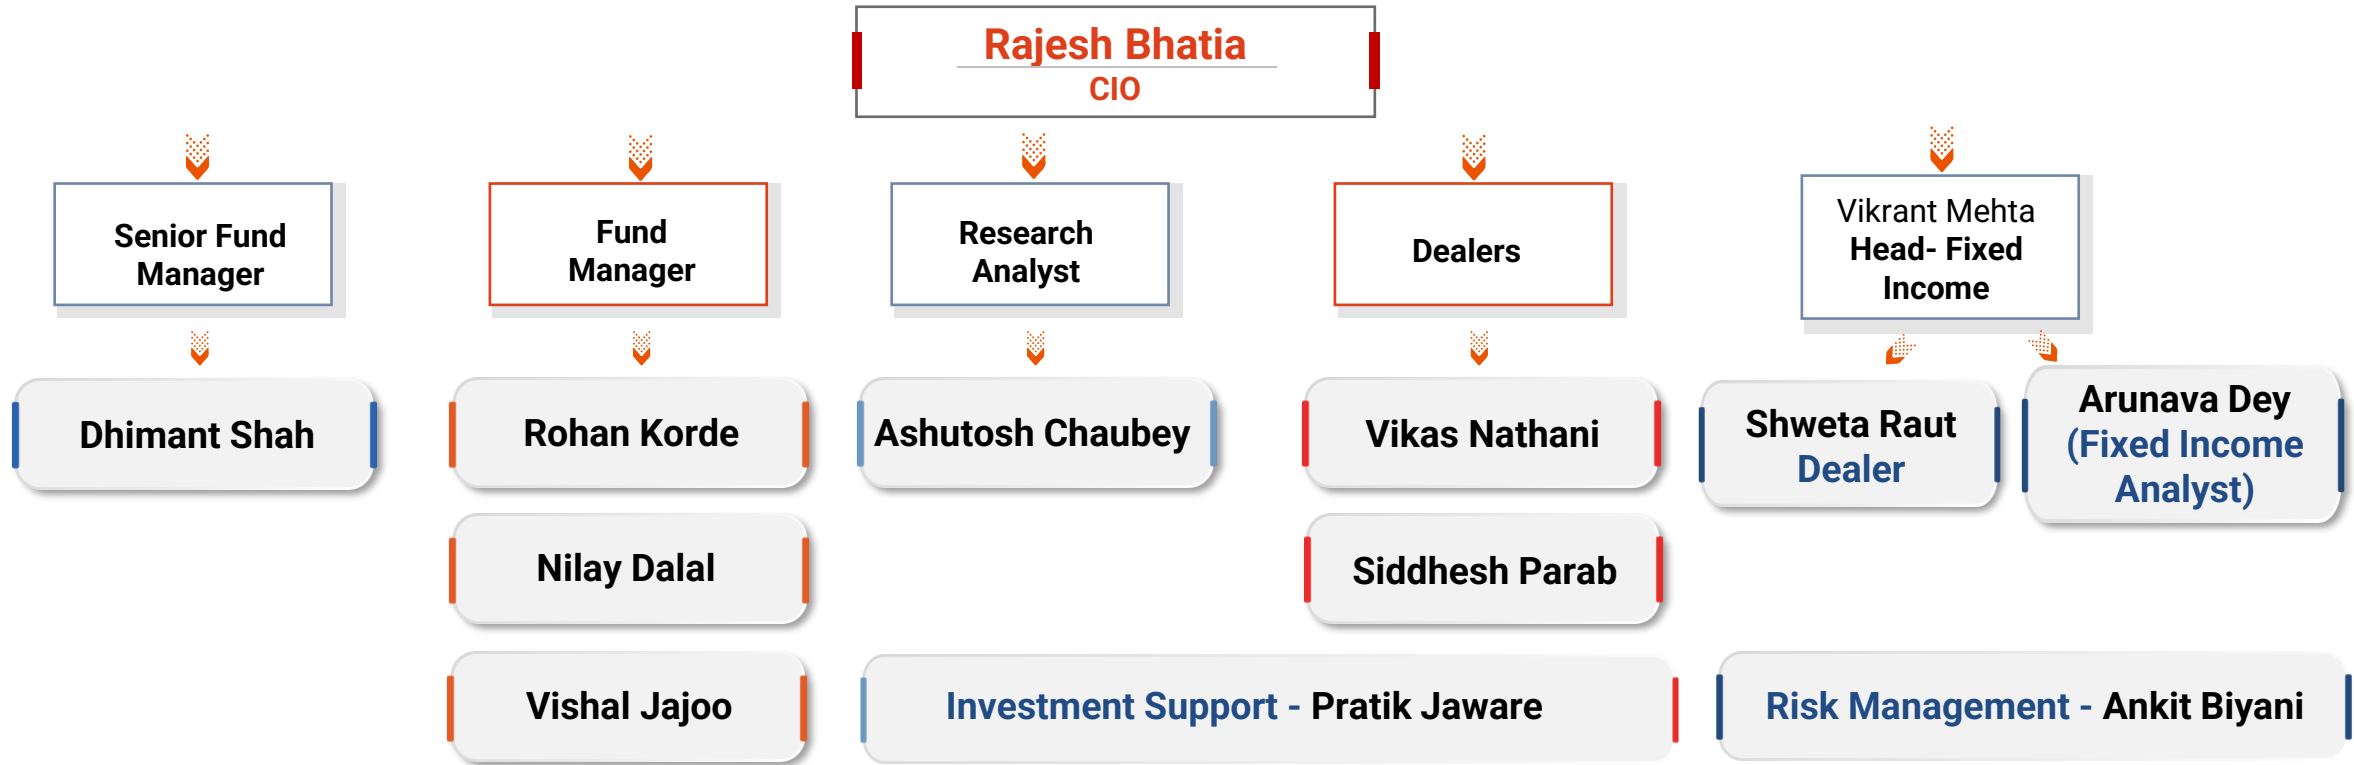 Rajesh Bhatia
CIO
Senior Fund
Manager
Fund
Manager
Research
Analyst
Dealers
Vikrant Mehta
Head- Fixed
Income
Dhimant Shah
Rohan Korde
Ashutosh Chaubey
Vikas Nathani
Shweta Raut
Dealer
Arunava Dey
(Fixed Income
Analyst)
Nilay Dalal
Siddhesh Parab
Vishal Jajoo
Investment Support - Pratik Jaware
Risk Management - Ankit Biyani